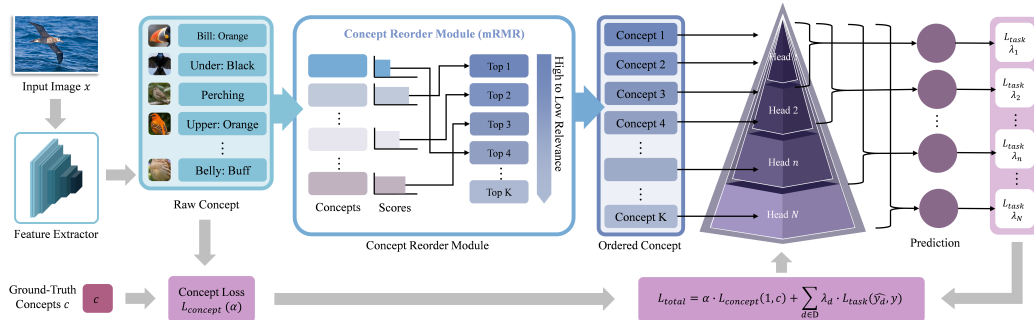 Input Image x
Feature Extractor
Bill: Orange
Under: Black
Perching
Upper: Orange
Belly: Buff
Raw Concept
Concept Reorder Module (mRMR)
Concepts
Scores
Top 1
Top 2
Top 3
Top 4
Top K
High to Low Relevance
Concept Reorder Module
Concept 1
Concept 2
Concept 3
Concept 4
Concept K
Ordered Concept
Head
Head 2
Head n
Head N
Prediction
L_task
λ_1
L_task
λ_2
L_task
λ_n
L_task
λ_N
Ground-Truth
Concepts c
c
Concept Loss
L_concept (α)
L_total = α · L_concept(1, c) + ∑_{d∈D} λ_d · L_task(ŷ_d, y)